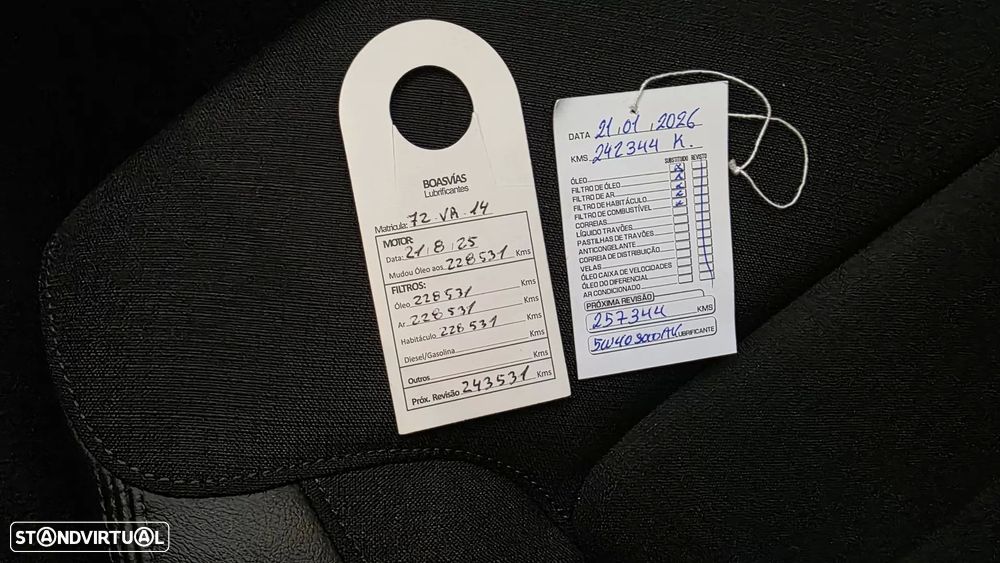 BOASVÍAS
Lubrificantes
Matrícula: 72-VA-14
MOTOR:
Data: 21/8/25
Mudou Óleo aos 228531 Kms
FILTROS:
Óleo 228531 Kms
Ar 228531 Kms
Habitáculo 228531 Kms
Diesel/Gasolina Kms
Outros Kms
Próx. Revisão 243531 Kms
DATA 21,01,2026
KMS 242344 K.
SUBSTITUÍDO REVISTO
ÓLEO X
FILTRO DE ÓLEO X
FILTRO DE AR X
FILTRO DE HABITÁCULO X
FILTRO DE COMBUSTÍVEL
CORREIAS
LÍQUIDO TRAVÕES
PASTILHAS DE TRAVÕES
ANTICONGELANTE
CORREIA DE DISTRIBUIÇÃO
VELAS
ÓLEO CAIXA DE VELOCIDADES
ÓLEO DO DIFERENCIAL
AR CONDICIONADO
PRÓXIMA REVISÃO
257344 KMS
5W40 LUBRIFICANTE
STANDVIRTUAL